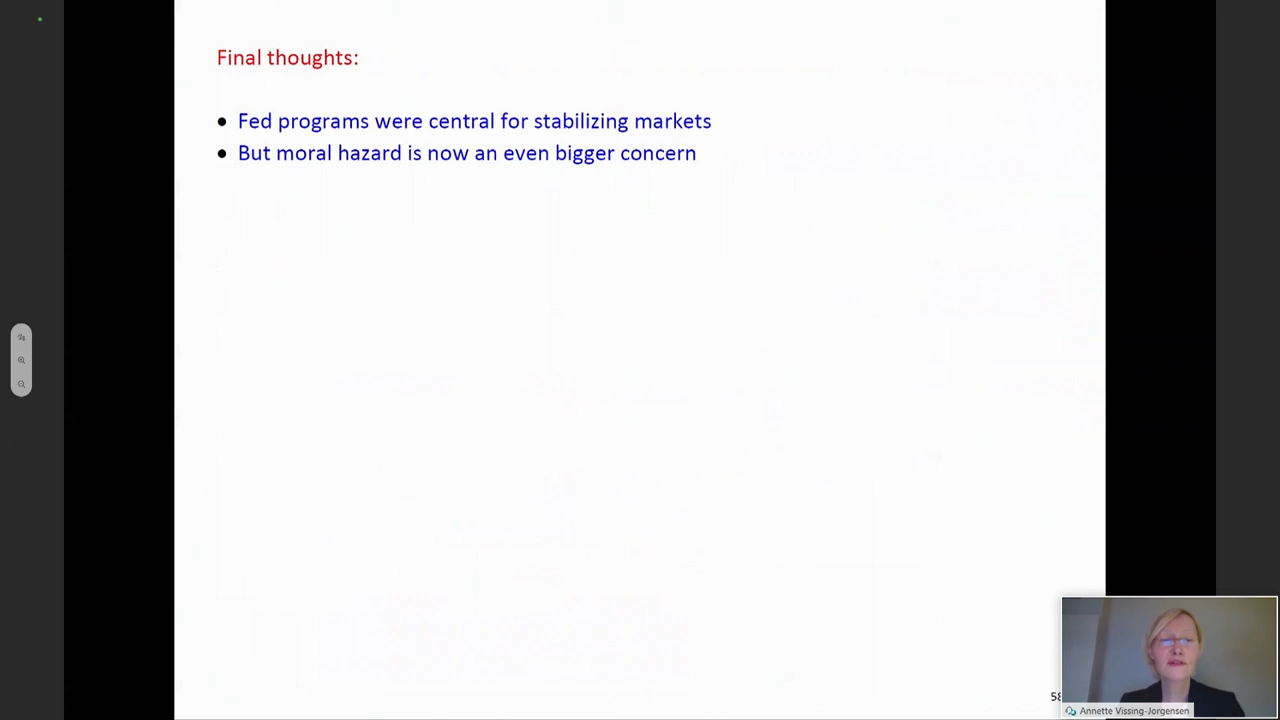 Final thoughts:
● Fed programs were central for stabilizing markets
● But moral hazard is now an even bigger concern
58
Annette Vissing-Jorgensen